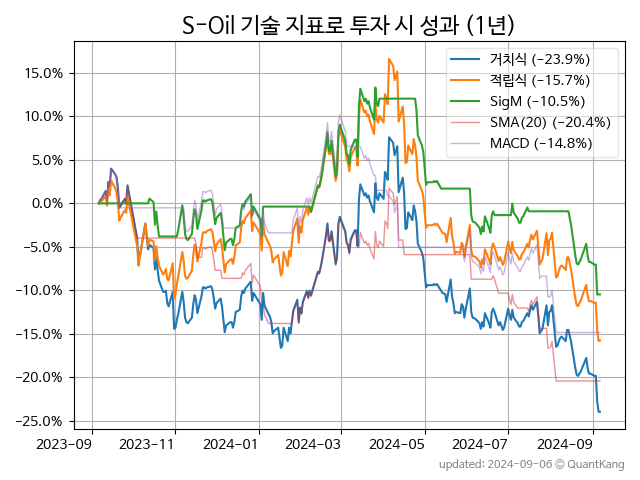 S-Oil 기술 지표로 투자 시 성과 (1년)
거치식 (−23.9%)
적립식 (−15.7%)
SigM (−10.5%)
SMA(20) (−20.4%)
MACD (−14.8%)
15.0%
10.0%
5.0%
0.0%
−5.0%
−10.0%
−15.0%
−20.0%
−25.0%
2023-09 2023-11 2024-01 2024-03 2024-05 2024-07 2024-09
updated: 2024-09-06 © QuantKang